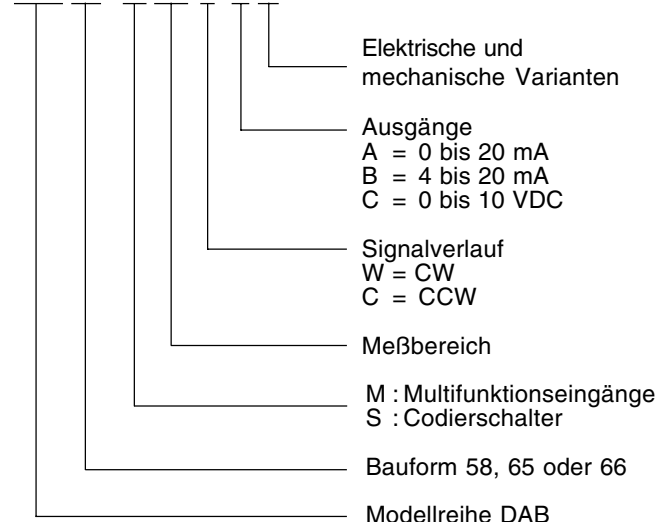 Elektrische und
mechanische Varianten
Ausgänge
A = 0 bis 20 mA
B = 4 bis 20 mA
C = 0 bis 10 VDC
Signalverlauf
W = CW
C = CCW
Meßbereich
M : Multifunktionseingänge
S : Codierschalter
Bauform 58, 65 oder 66
Modellreihe DAB